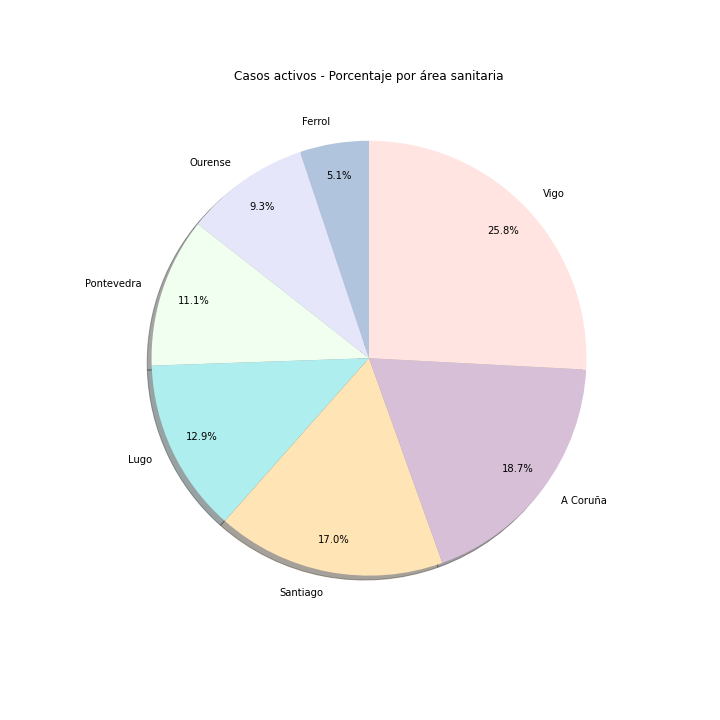 Casos activos - Porcentaje por área sanitaria
Ferrol
5.1%
Ourense
9.3%
Vigo
25.8%
Pontevedra
11.1%
Lugo
12.9%
A Coruña
18.7%
Santiago
17.0%